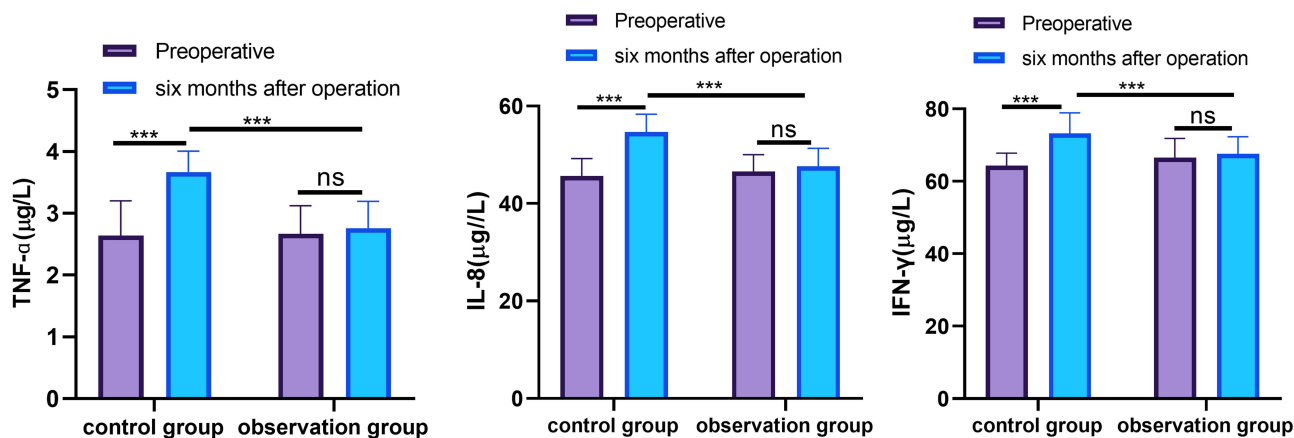 Preoperative
six months after operation
TNF-α(μg/L)
5
4
3
2
1
0
***
***
ns
control group
observation group
Preoperative
six months after operation
IL-8(μg//L)
60
40
20
0
***
***
ns
control group
observation group
Preoperative
six months after operation
IFN-γ(μg/L)
80
60
40
20
0
***
***
ns
control group
observation group